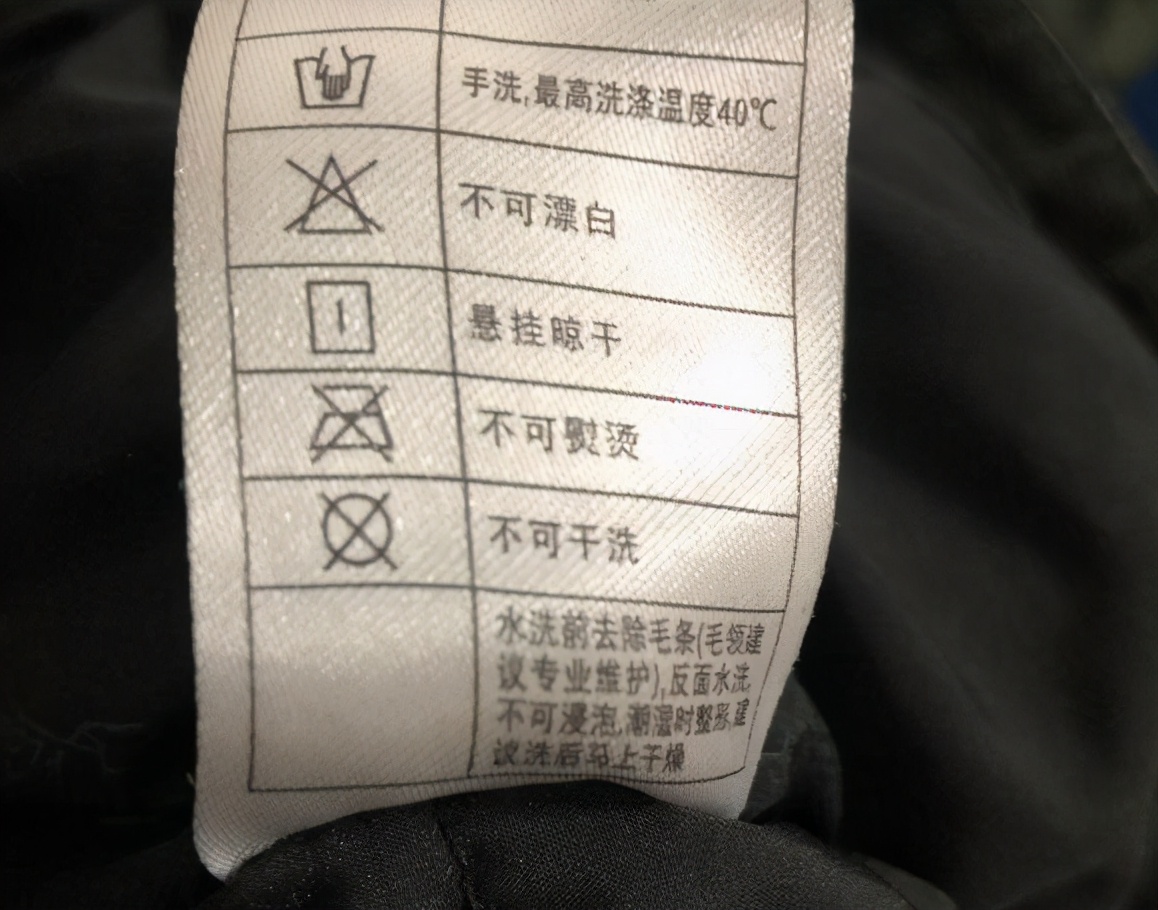 手洗,最高洗涤温度40℃
不可漂白
悬挂晾干
不可熨烫
不可干洗
水洗前去除毛条(毛领建
议专业维护),反面水洗
不可浸泡,潮湿时整形,建
议洗后马上干燥